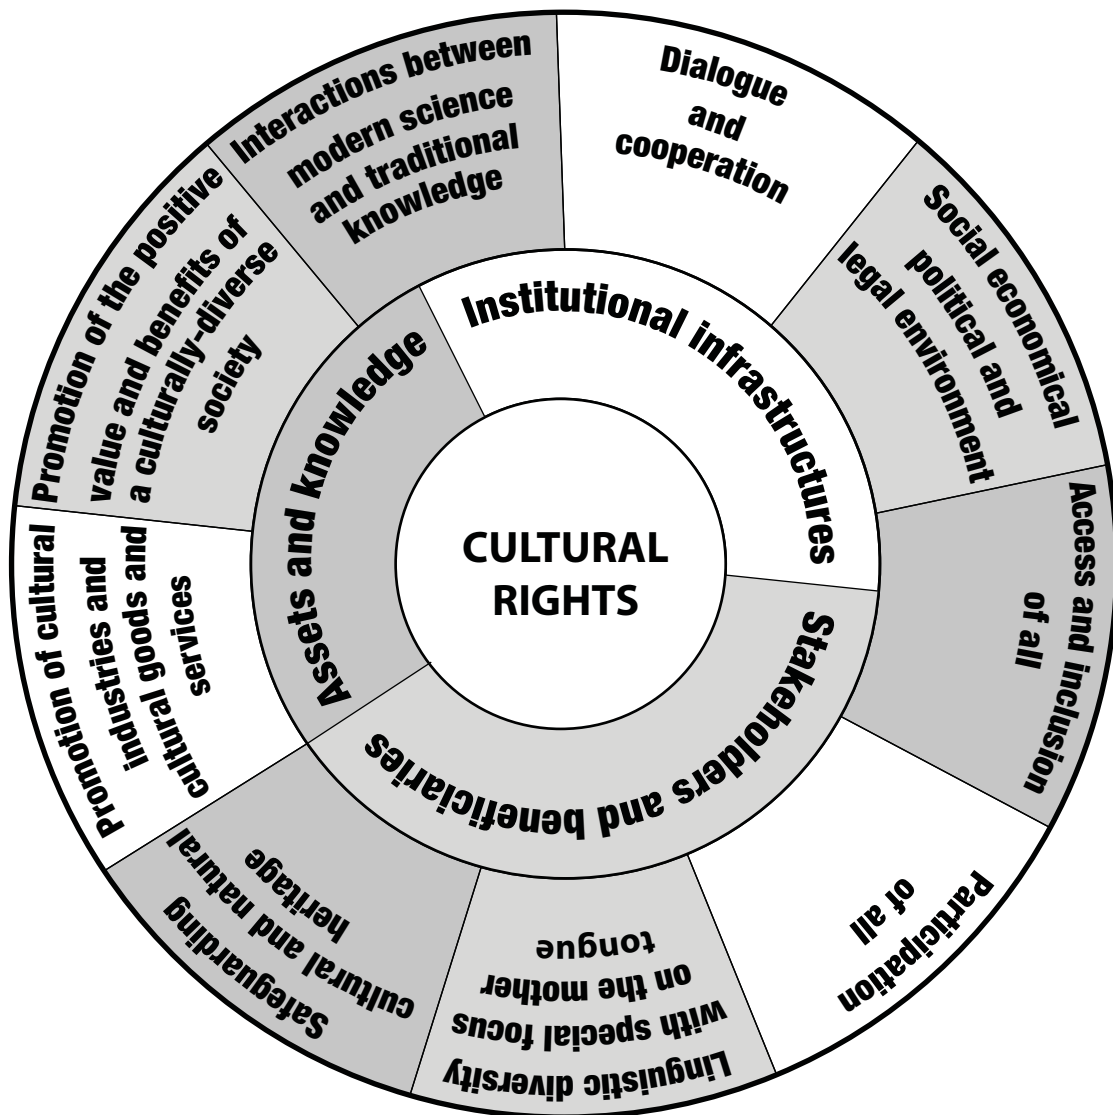 CULTURAL
RIGHTS
Institutional infrastructures
Stakeholders and beneficiaries
Assets and knowledge
Dialogue
and
cooperation
Social economical
political and
legal environment
Access and inclusion
of all
Participation
of all
Linguistic diversity
with special focus
on the mother
tongue
Safeguarding
cultural and natural
heritage
Promotion of cultural
industries and
cultural goods and
services
Promotion of the positive
value and benefits of
a culturally-diverse
society
Interactions between
modern science
and traditional
knowledge